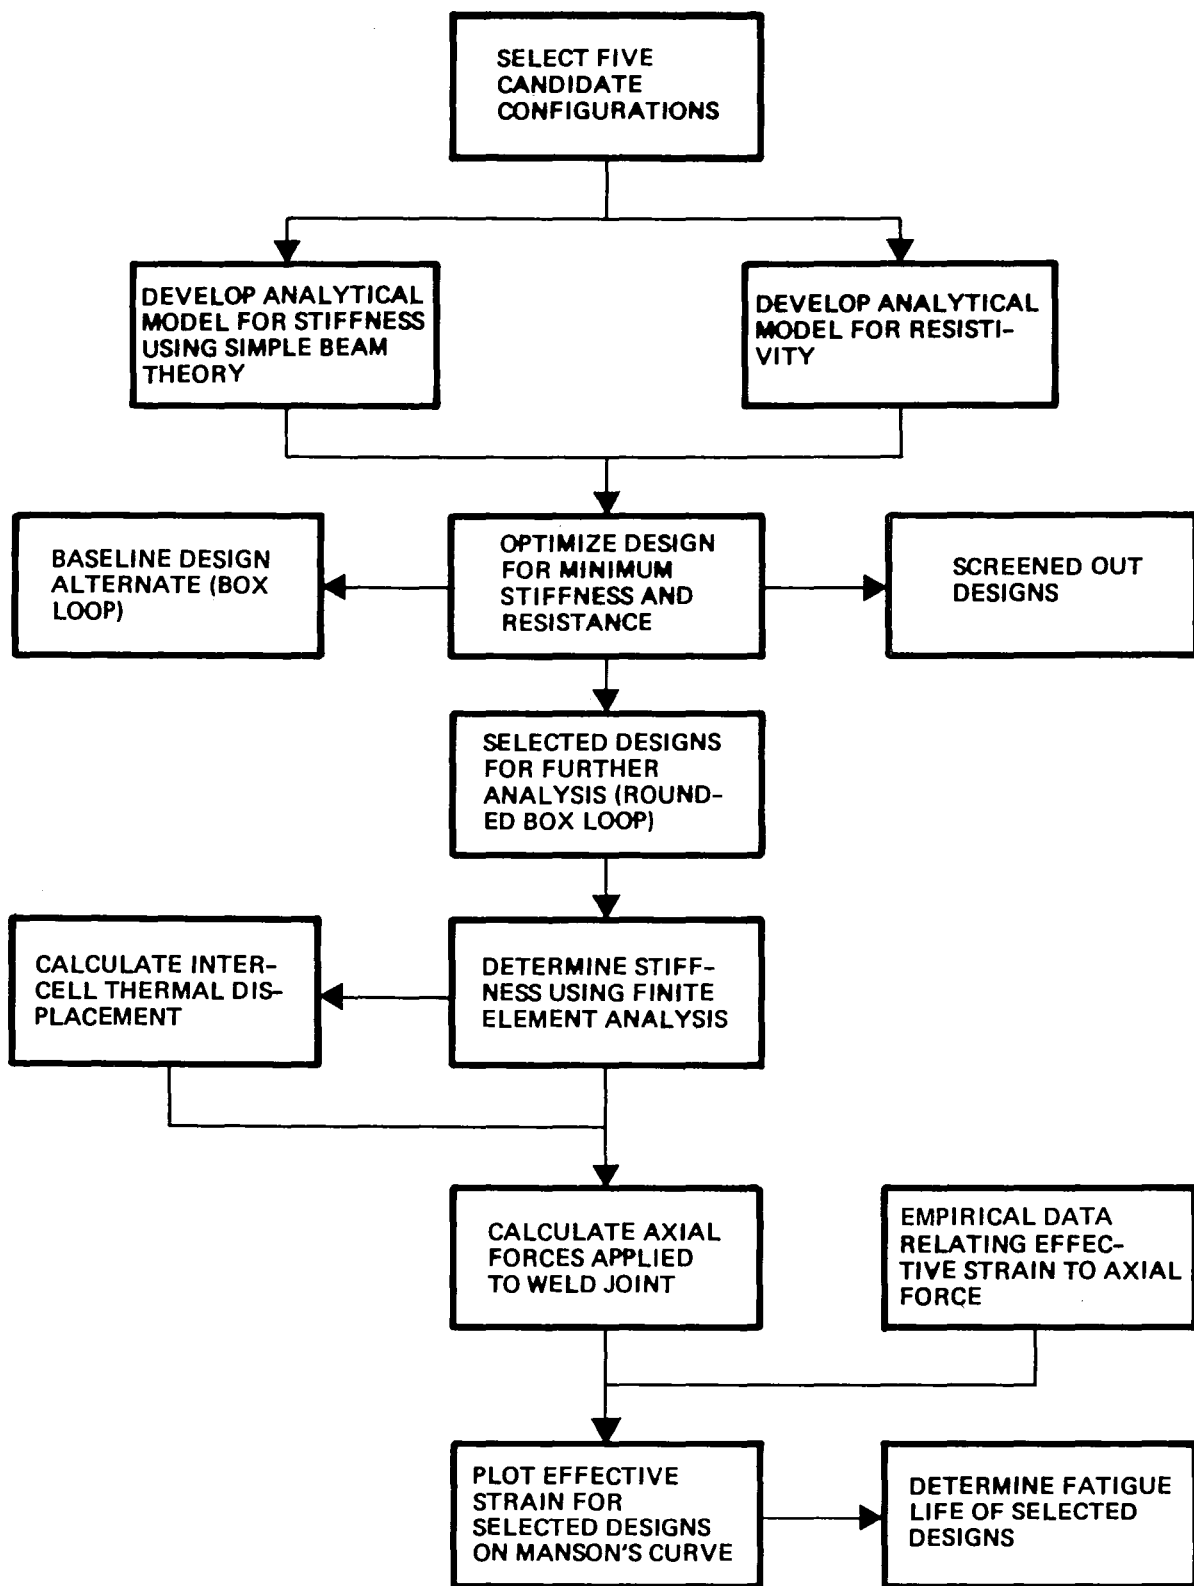 SELECT FIVE
CANDIDATE
CONFIGURATIONS
DEVELOP ANALYTICAL
MODEL FOR STIFFNESS
USING SIMPLE BEAM
THEORY
DEVELOP ANALYTICAL
MODEL FOR RESISTI-
VITY
BASELINE DESIGN
ALTERNATE (BOX
LOOP)
OPTIMIZE DESIGN
FOR MINIMUM
STIFFNESS AND
RESISTANCE
SCREENED OUT
DESIGNS
SELECTED DESIGNS
FOR FURTHER
ANALYSIS (ROUND-
ED BOX LOOP)
CALCULATE INTER-
CELL THERMAL DIS-
PLACEMENT
DETERMINE STIFF-
NESS USING FINITE
ELEMENT ANALYSIS
CALCULATE AXIAL
FORCES APPLIED
TO WELD JOINT
EMPIRICAL DATA
RELATING EFFEC-
TIVE STRAIN TO AXIAL
FORCE
PLOT EFFECTIVE
STRAIN FOR
SELECTED DESIGNS
ON MANSON'S CURVE
DETERMINE FATIGUE
LIFE OF SELECTED
DESIGNS